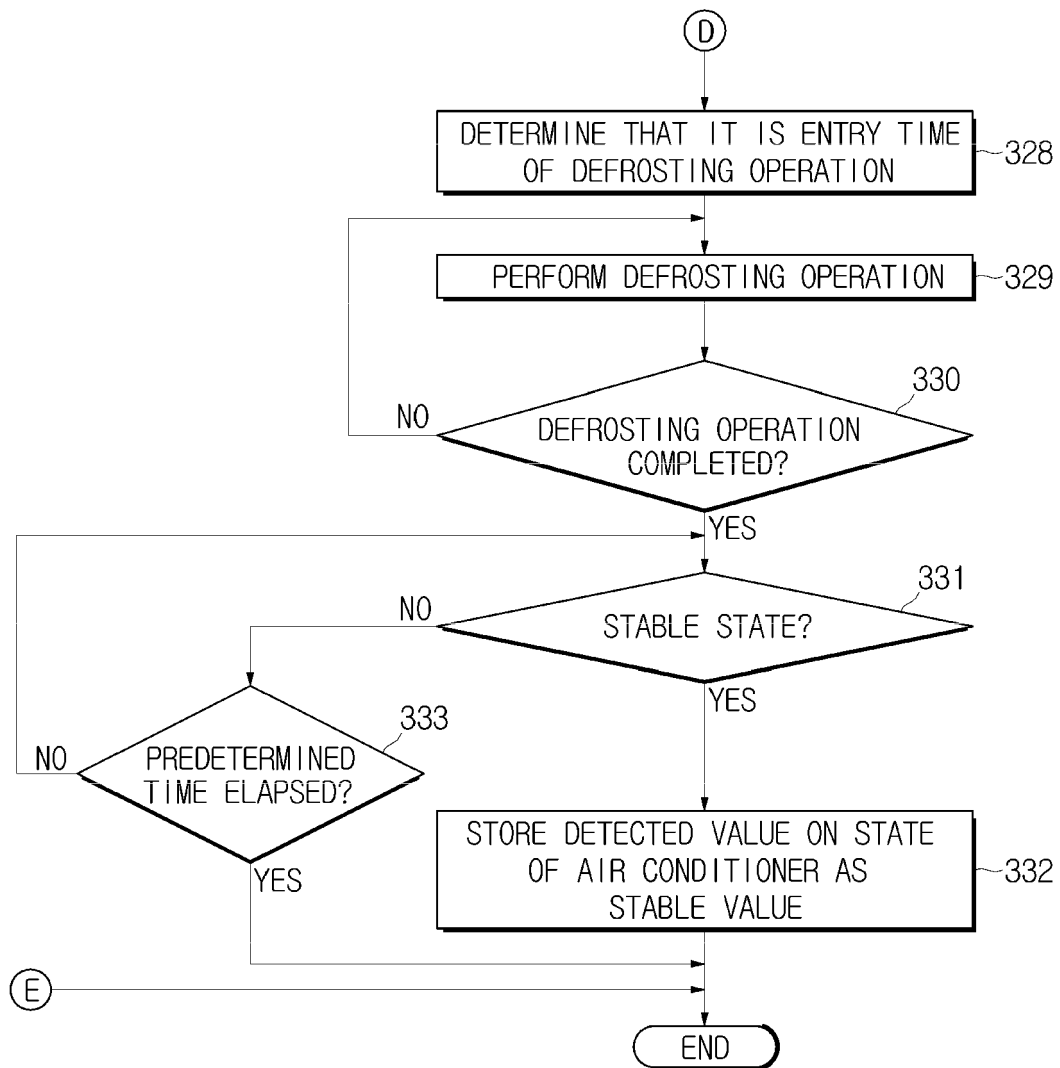 D
DETERMINE THAT IT IS ENTRY TIME
OF DEFROSTING OPERATION
328
PERFORM DEFROSTING OPERATION
329
330
NO
DEFROSTING OPERATION
COMPLETED?
YES
331
NO
STABLE STATE?
YES
333
NO
PREDETERMINED
TIME ELAPSED?
YES
STORE DETECTED VALUE ON STATE
OF AIR CONDITIONER AS
STABLE VALUE
332
E
END